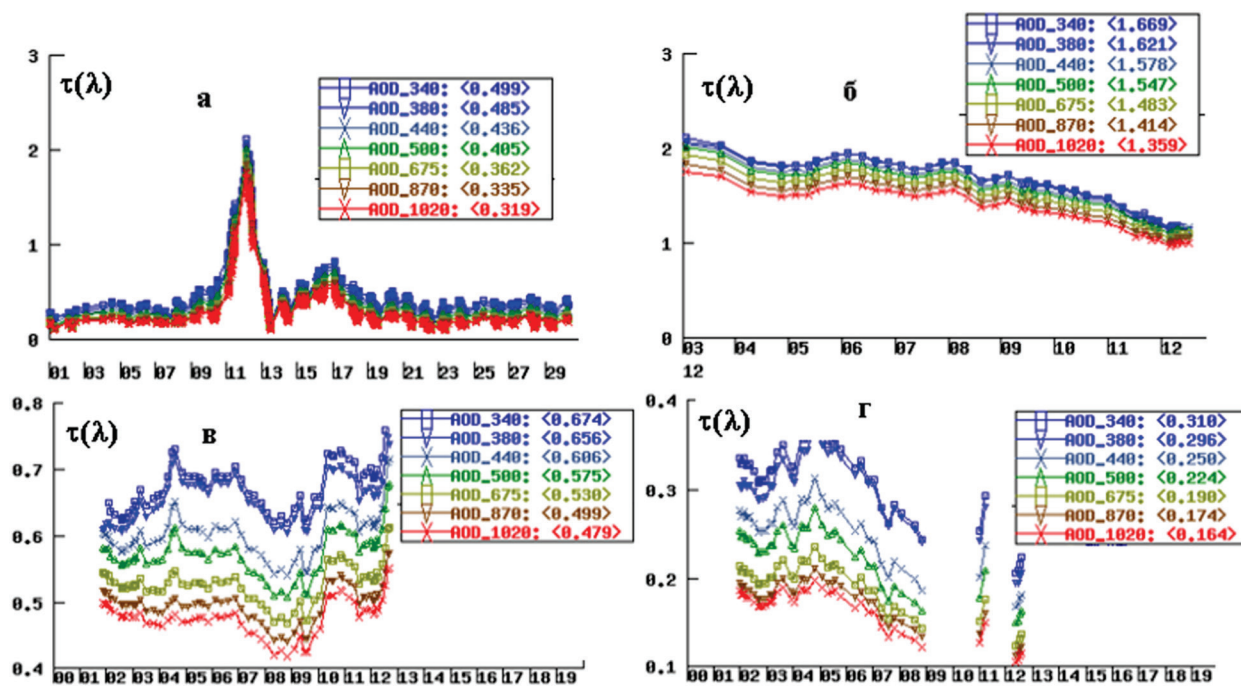 3
τ(λ)
а
AOD_340: <0.499>
AOD_380: <0.485>
AOD_440: <0.436>
AOD_500: <0.405>
AOD_675: <0.362>
AOD_870: <0.335>
AOD_1020: <0.319>
2
1
0
01 03 05 07 09 11 13 15 17 19 21 23 25 27 29
3
τ(λ)
б
AOD_340: <1.669>
AOD_380: <1.621>
AOD_440: <1.578>
AOD_500: <1.547>
AOD_675: <1.483>
AOD_870: <1.414>
AOD_1020: <1.359>
2
1
0
03 04 05 06 07 08 09 10 11 12
12
0.8
τ(λ)
в
AOD_340: <0.674>
AOD_380: <0.656>
AOD_440: <0.606>
AOD_500: <0.575>
AOD_675: <0.530>
AOD_870: <0.499>
AOD_1020: <0.479>
0.7
0.6
0.5
0.4
00 01 02 03 04 05 06 07 08 09 10 11 12 13 14 15 16 17 18 19
0.4
τ(λ)
г
AOD_340: <0.310>
AOD_380: <0.296>
AOD_440: <0.250>
AOD_500: <0.224>
AOD_675: <0.190>
AOD_870: <0.174>
AOD_1020: <0.164>
0.3
0.2
0.1
00 01 02 03 04 05 06 07 08 09 10 11 12 13 14 15 16 17 18 19